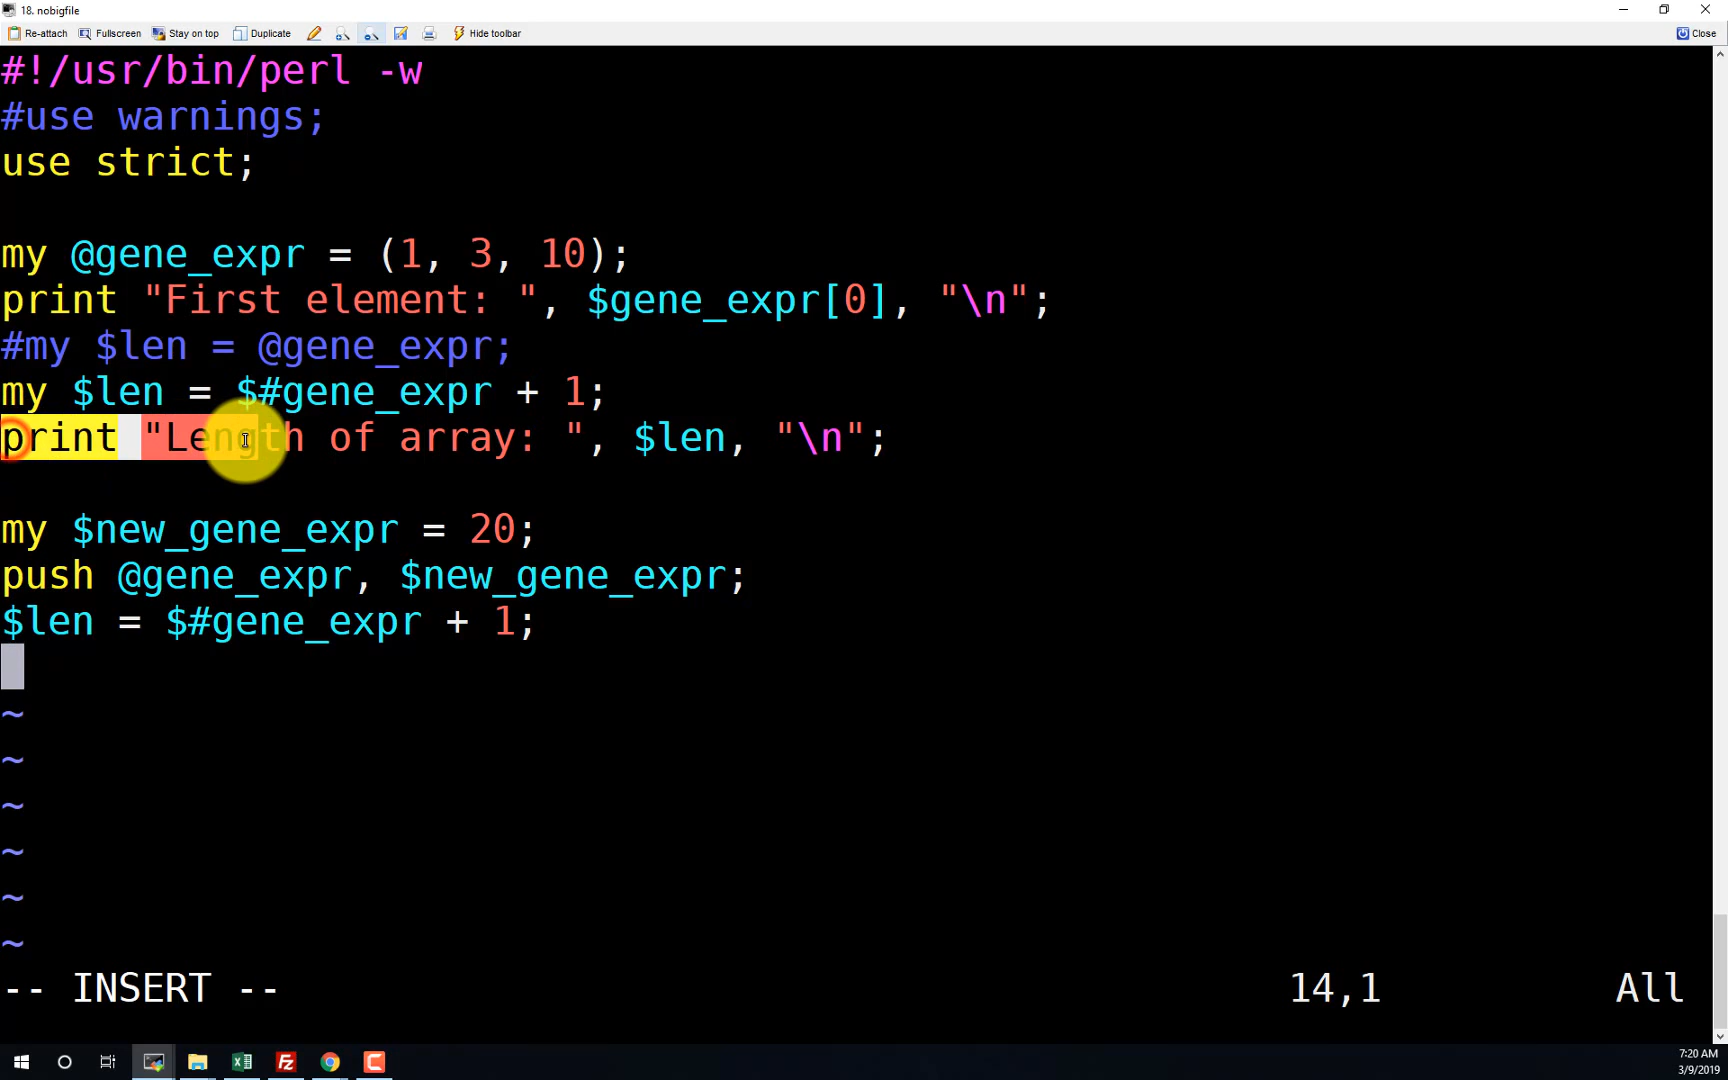 18. nobigfile
Re-attach Fullscreen Stay on top Duplicate Hide toolbar Close
#!/usr/bin/perl -w
#use warnings;
use strict;
my @gene_expr = (1, 3, 10);
print "First element: ", $gene_expr[0], "\n";
#my $len = @gene_expr;
my $len = $#gene_expr + 1;
print "Length of array: ", $len, "\n";
my $new_gene_expr = 20;
push @gene_expr, $new_gene_expr;
$len = $#gene_expr + 1;
~
~
~
~
~
~
-- INSERT -- 14,1 All
7:20 AM
3/9/2019